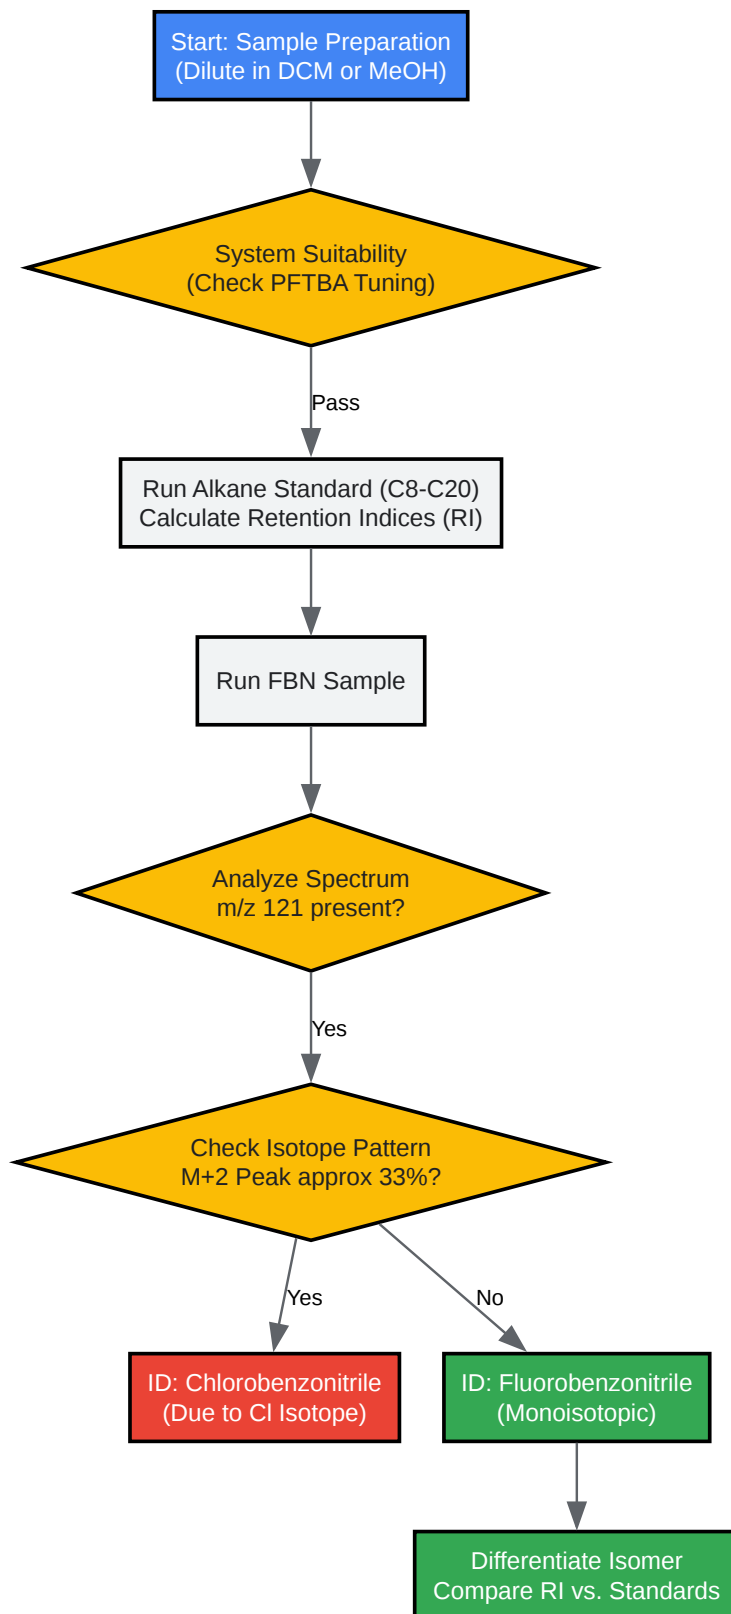 Start: Sample Preparation
(Dilute in DCM or MeOH)
System Suitability
(Check PFTBA Tuning)
Pass
Run Alkane Standard (C8-C20)
Calculate Retention Indices (RI)
Run FBN Sample
Analyze Spectrum
m/z 121 present?
Yes
Check Isotope Pattern
M+2 Peak approx 33%?
Yes
No
ID: Chlorobenzonitrile
(Due to Cl Isotope)
ID: Fluorobenzonitrile
(Monoisotopic)
Differentiate Isomer
Compare RI vs. Standards